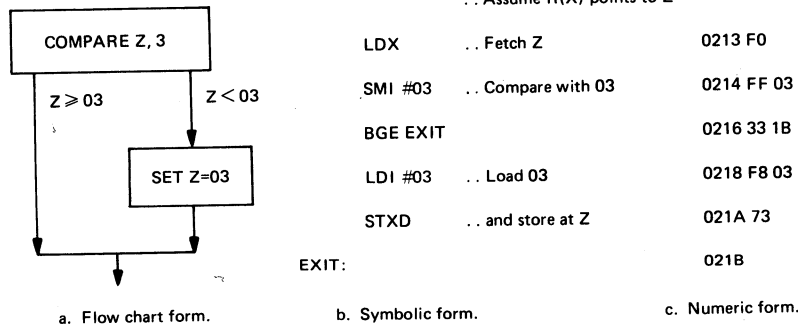 .. Assume R(X) points to Z
COMPARE Z, 3
Z ⩾ 03
Z < 03
SET Z=03
LDX .. Fetch Z 0213 F0
SMI #03 .. Compare with 03 0214 FF 03
BGE EXIT 0216 33 1B
LDI #03 .. Load 03 0218 F8 03
STXD .. and store at Z 021A 73
EXIT: 021B
a. Flow chart form. b. Symbolic form. c. Numeric form.